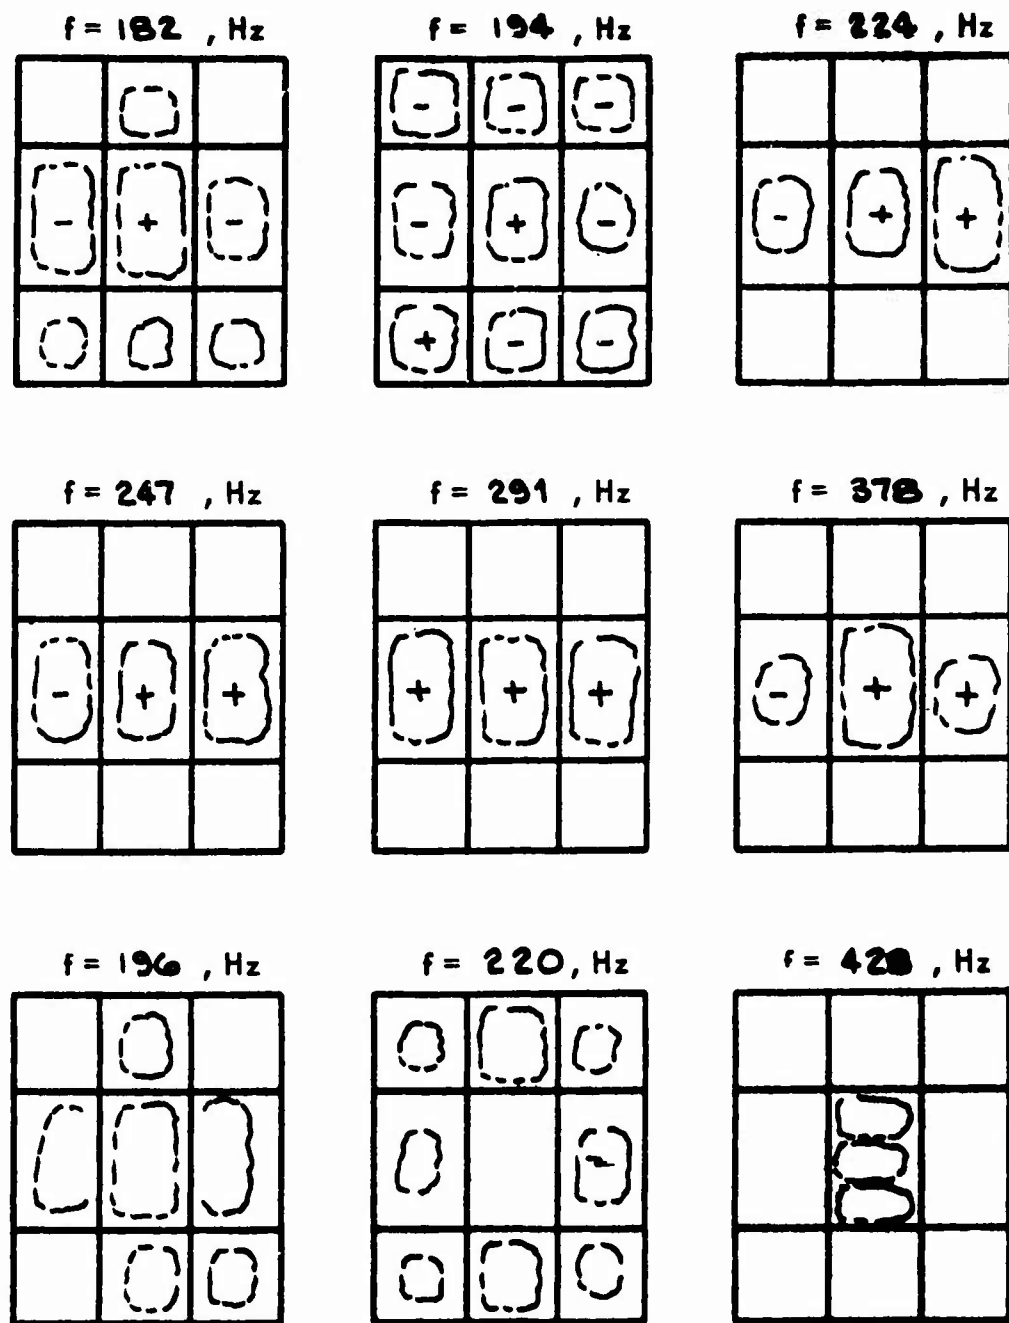 f = 182 , Hz
f = 194 , Hz
f = 224 , Hz
-
+
-
-
-
-
-
+
-
+
-
-
-
+
+
f = 247 , Hz
f = 291 , Hz
f = 378 , Hz
-
+
+
+
+
+
-
+
+
f = 196 , Hz
f = 220 , Hz
f = 428 , Hz
-